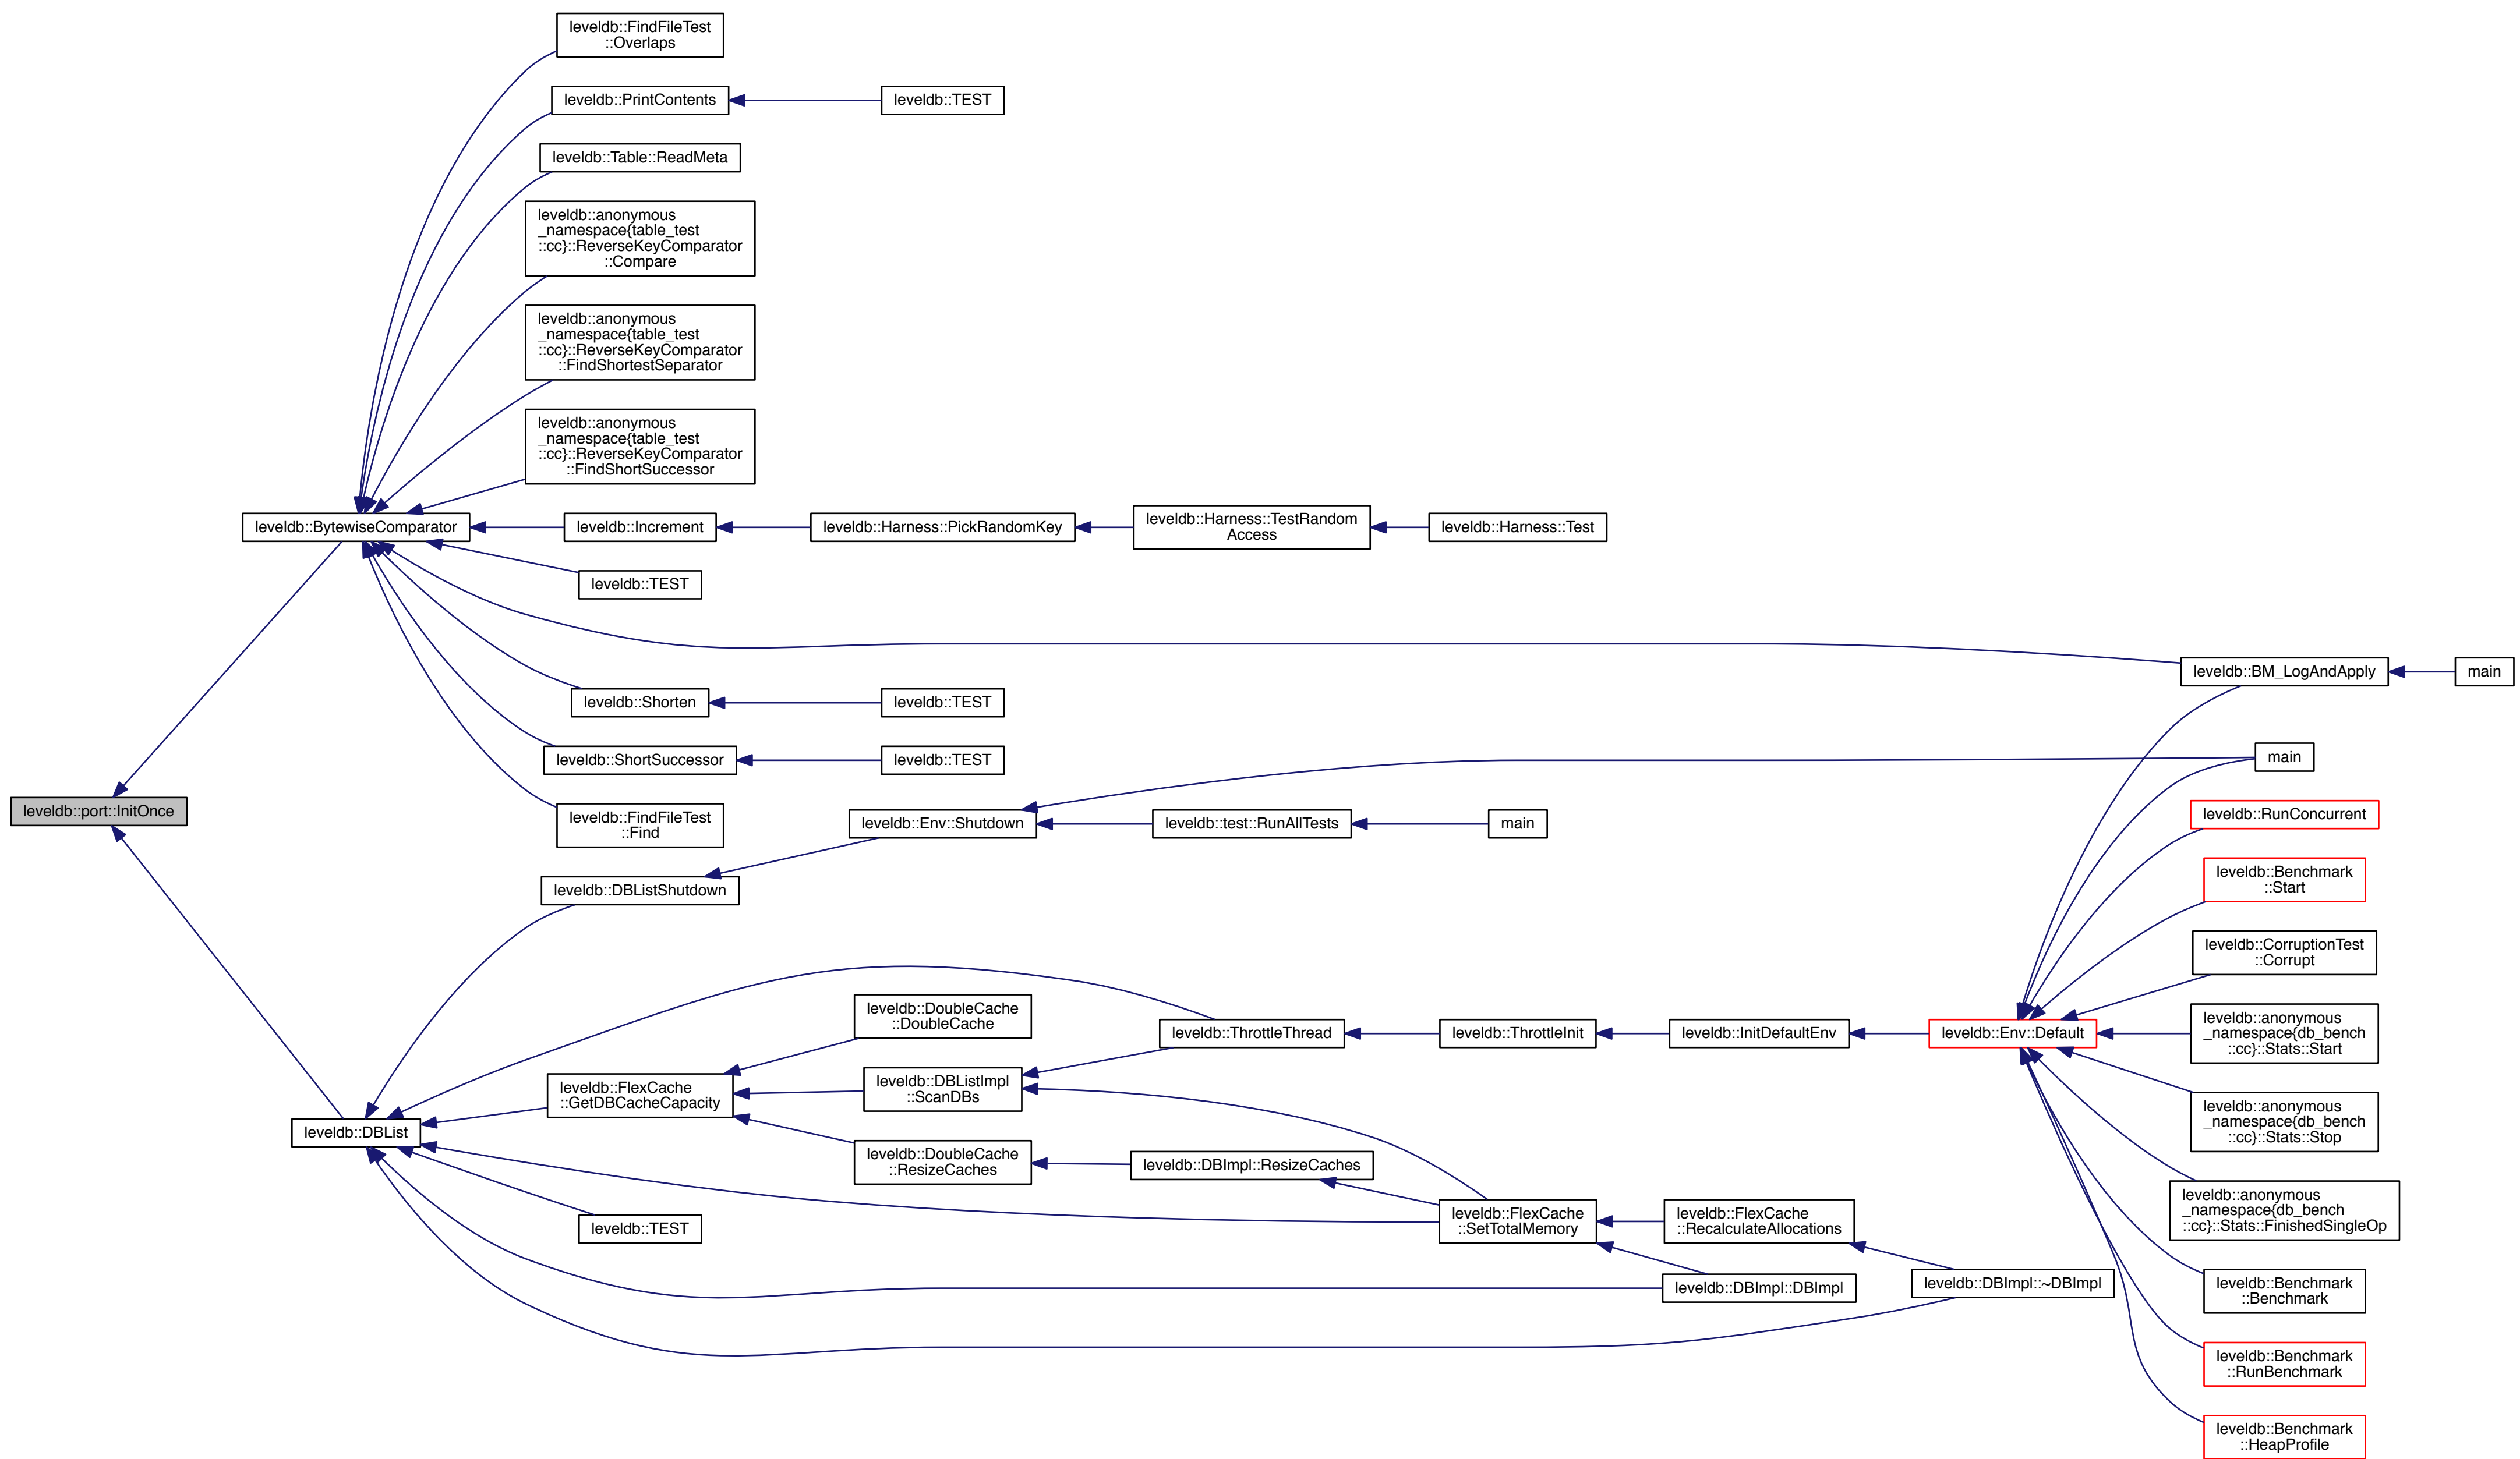 leveldb::FindFileTest
::Overlaps
leveldb::PrintContents
leveldb::TEST
leveldb::Table::ReadMeta
leveldb::anonymous
_namespace{table_test
::cc}::ReverseKeyComparator
::Compare
leveldb::anonymous
_namespace{table_test
::cc}::ReverseKeyComparator
::FindShortestSeparator
leveldb::anonymous
_namespace{table_test
::cc}::ReverseKeyComparator
::FindShortSuccessor
leveldb::BytewiseComparator
leveldb::Increment
leveldb::Harness::PickRandomKey
leveldb::Harness::TestRandom
Access
leveldb::Harness::Test
leveldb::TEST
leveldb::BM_LogAndApply
main
leveldb::Shorten
leveldb::TEST
leveldb::ShortSuccessor
leveldb::TEST
main
leveldb::port::InitOnce
leveldb::FindFileTest
::Find
leveldb::Env::Shutdown
leveldb::test::RunAllTests
main
leveldb::RunConcurrent
leveldb::DBListShutdown
leveldb::Benchmark
::Start
leveldb::CorruptionTest
::Corrupt
leveldb::DoubleCache
::DoubleCache
leveldb::ThrottleThread
leveldb::ThrottleInit
leveldb::InitDefaultEnv
leveldb::Env::Default
leveldb::anonymous
_namespace{db_bench
::cc}::Stats::Start
leveldb::FlexCache
::GetDBCacheCapacity
leveldb::DBListImpl
::ScanDBs
leveldb::anonymous
_namespace{db_bench
::cc}::Stats::Stop
leveldb::DBList
leveldb::DoubleCache
::ResizeCaches
leveldb::DBImpl::ResizeCaches
leveldb::TEST
leveldb::FlexCache
::SetTotalMemory
leveldb::FlexCache
::RecalculateAllocations
leveldb::anonymous
_namespace{db_bench
::cc}::Stats::FinishedSingleOp
leveldb::DBImpl::DBImpl
leveldb::DBImpl::~DBImpl
leveldb::Benchmark
::Benchmark
leveldb::Benchmark
::RunBenchmark
leveldb::Benchmark
::HeapProfile